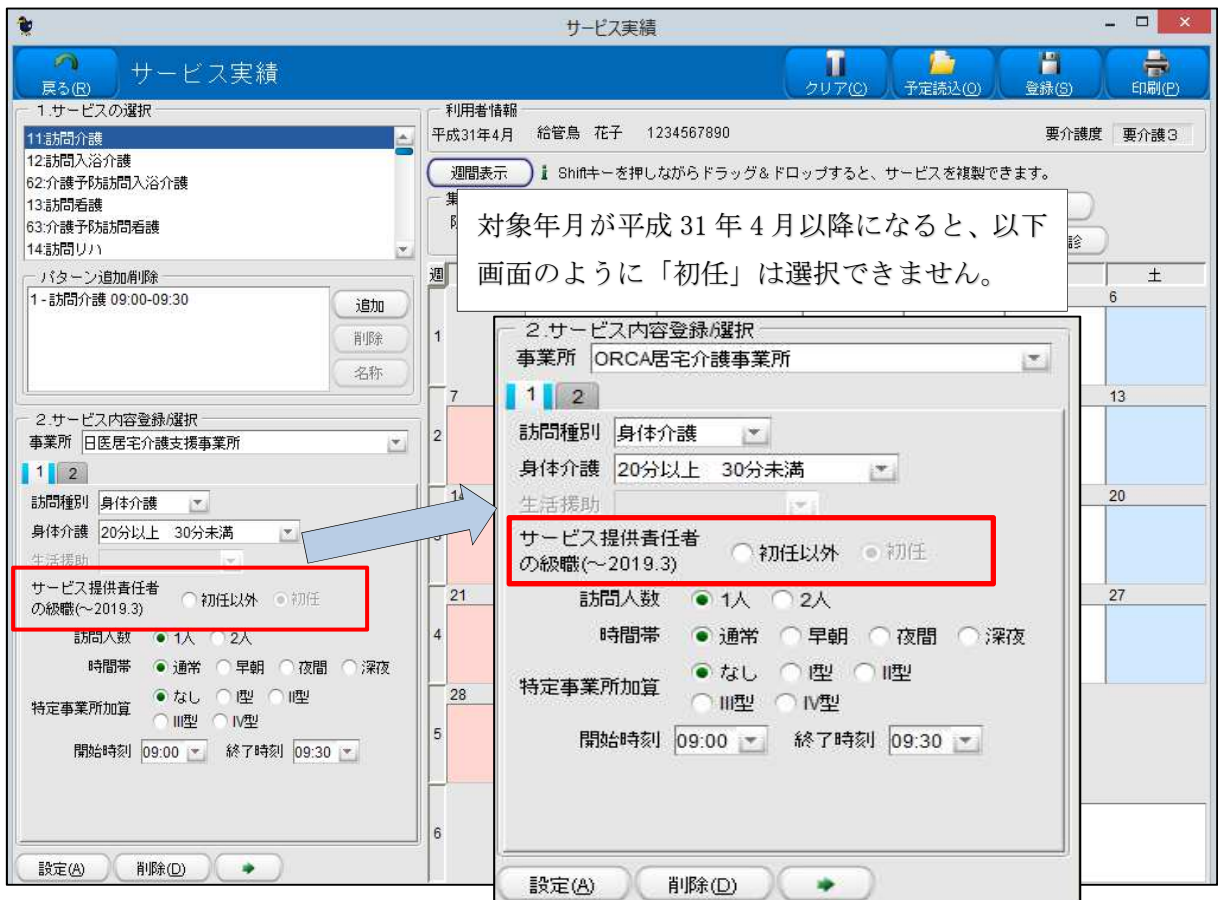 サービス実績
戻る(R)
サービス実績
クリア(C)
予定読込(O)
登録(S)
印刷(P)
1.サービスの選択
11:訪問介護
12:訪問入浴介護
62:介護予防訪問入浴介護
13:訪問看護
63:介護予防訪問看護
14:訪問リハ
パターン追加/削除
1 - 訪問介護 09:00-09:30
追加
削除
名称
2.サービス内容登録/選択
事業所 日医居宅介護支援事業所
1 2
訪問種別 身体介護
身体介護 20分以上 30分未満
生活援助
サービス提供責任者
の級職(~2019.3) 初任以外 初任
訪問人数 1人 2人
時間帯 通常 早朝 夜間 深夜
特定事業所加算 なし I型 II型
III型 IV型
開始時刻 09:00 終了時刻 09:30
設定(A) 削除(D)
利用者情報
平成31年4月 給管鳥 花子 1234567890 要介護度 要介護3
週間表示 Shiftキーを押しながらドラッグ&ドロップすると、サービスを複製できます。
対象年月が平成 31 年 4 月以降になると、以下
画面のように「初任」は選択できません。
週 土
6
1
7 13
2
20
21 27
4
28
5
6
2.サービス内容登録/選択
事業所 ORCA居宅介護事業所
1 2
訪問種別 身体介護
身体介護 20分以上 30分未満
生活援助
サービス提供責任者
の級職(~2019.3) 初任以外 初任
訪問人数 1人 2人
時間帯 通常 早朝 夜間 深夜
特定事業所加算 なし I型 II型
III型 IV型
開始時刻 09:00 終了時刻 09:30
設定(A) 削除(D)